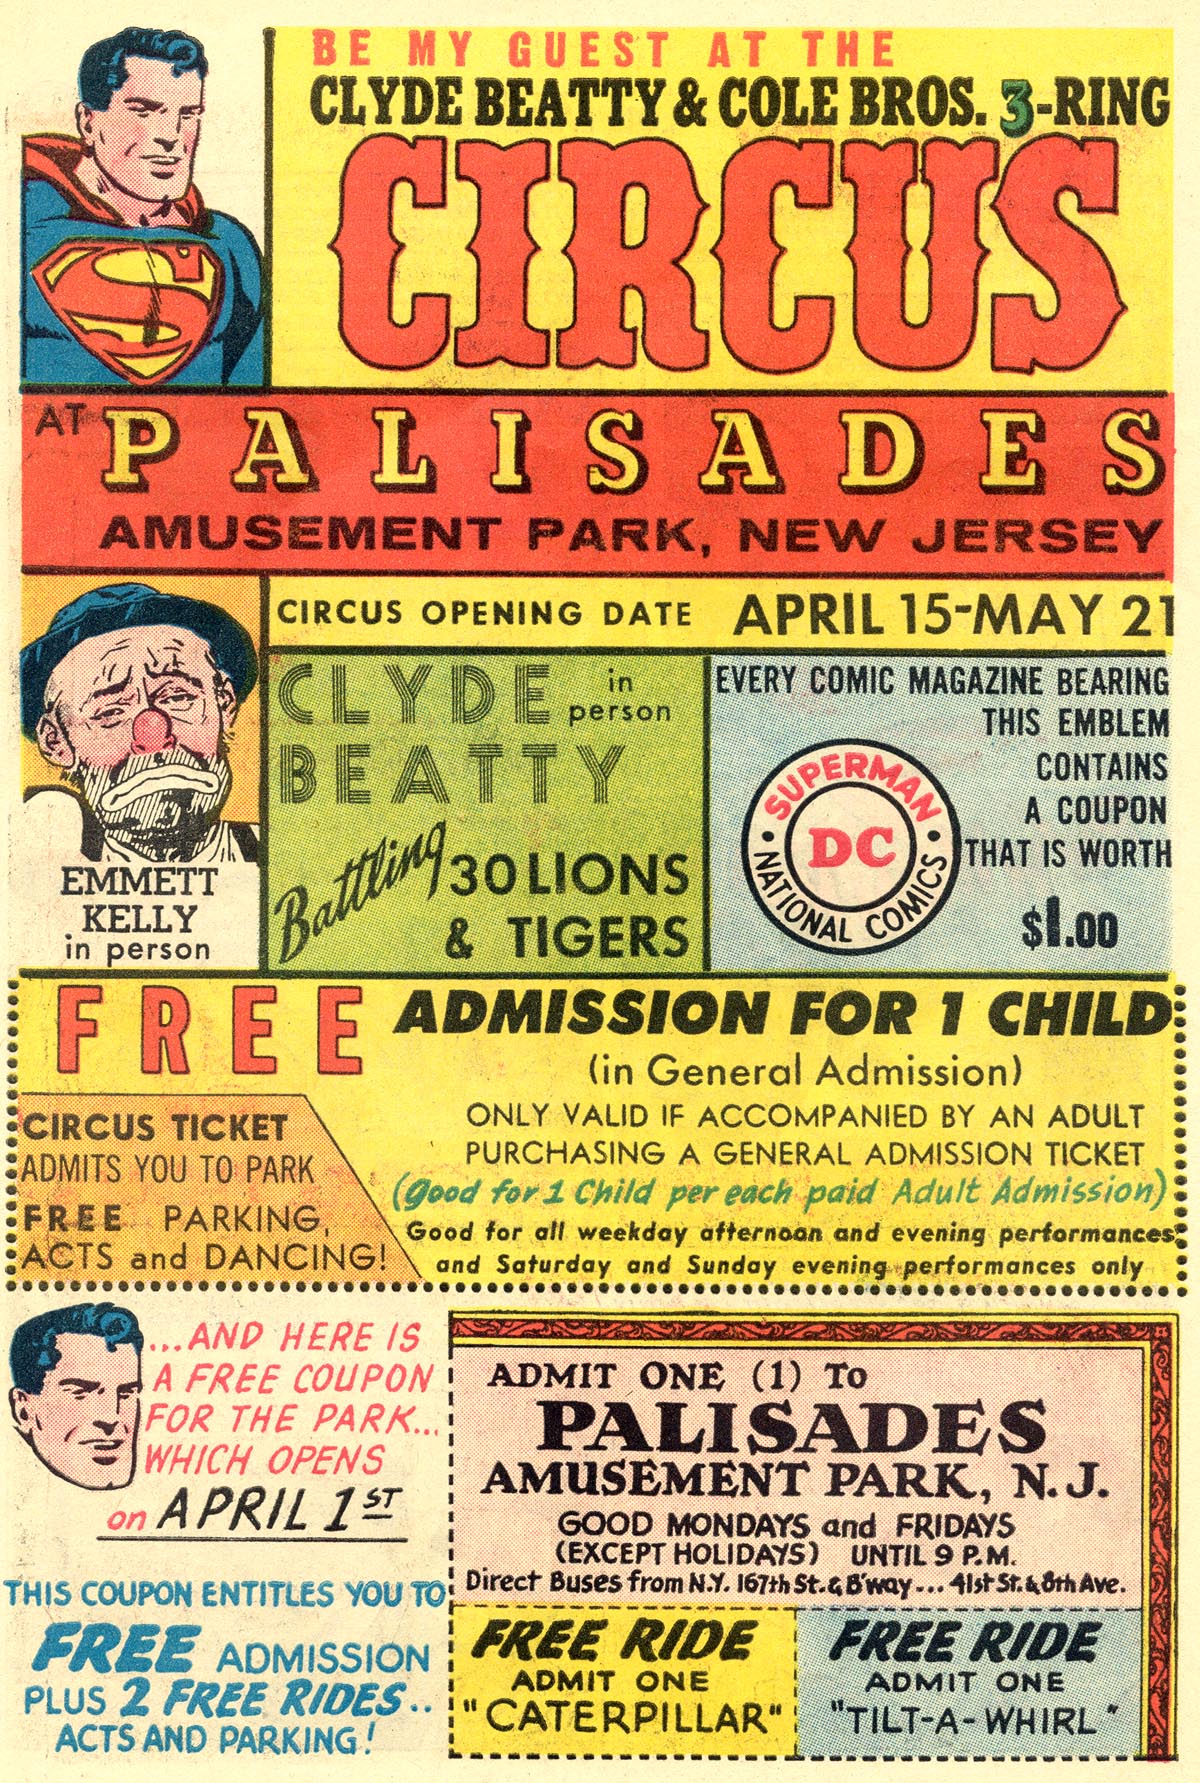 BE MY GUEST AT THE
CLYDE BEATTY & COLE BROS. 3-RING
CIRCUS
S
AT PALISADES
AMUSEMENT PARK, NEW JERSEY
CIRCUS OPENING DATE APRIL 15-MAY 21
EMMETT
KELLY
in person
CLYDE in person
BEATTY
Battling 30 LIONS
& TIGERS
EVERY COMIC MAGAZINE BEARING
THIS EMBLEM
CONTAINS
A COUPON
THAT IS WORTH
$1.00
SUPERMAN
DC
NATIONAL COMICS
FREE ADMISSION FOR 1 CHILD
(in General Admission)
ONLY VALID IF ACCOMPANIED BY AN ADULT
PURCHASING A GENERAL ADMISSION TICKET
(Good for 1 Child per each paid Adult Admission)
Good for all weekday afternoon and evening performances
and Saturday and Sunday evening performances only
CIRCUS TICKET
ADMITS YOU TO PARK
FREE PARKING,
ACTS and DANCING!
...AND HERE IS
A FREE COUPON
FOR THE PARK...
WHICH OPENS
on APRIL 1ST
THIS COUPON ENTITLES YOU TO
FREE ADMISSION
PLUS 2 FREE RIDES..
ACTS AND PARKING!
ADMIT ONE (1) To
PALISADES
AMUSEMENT PARK, N.J.
GOOD MONDAYS and FRIDAYS
(EXCEPT HOLIDAYS) UNTIL 9 P.M.
Direct Buses from N.Y. 167th St. & B'way... 41st St. & 8th Ave.
FREE RIDE
ADMIT ONE
"CATERPILLAR"
FREE RIDE
ADMIT ONE
"TILT-A-WHIRL"